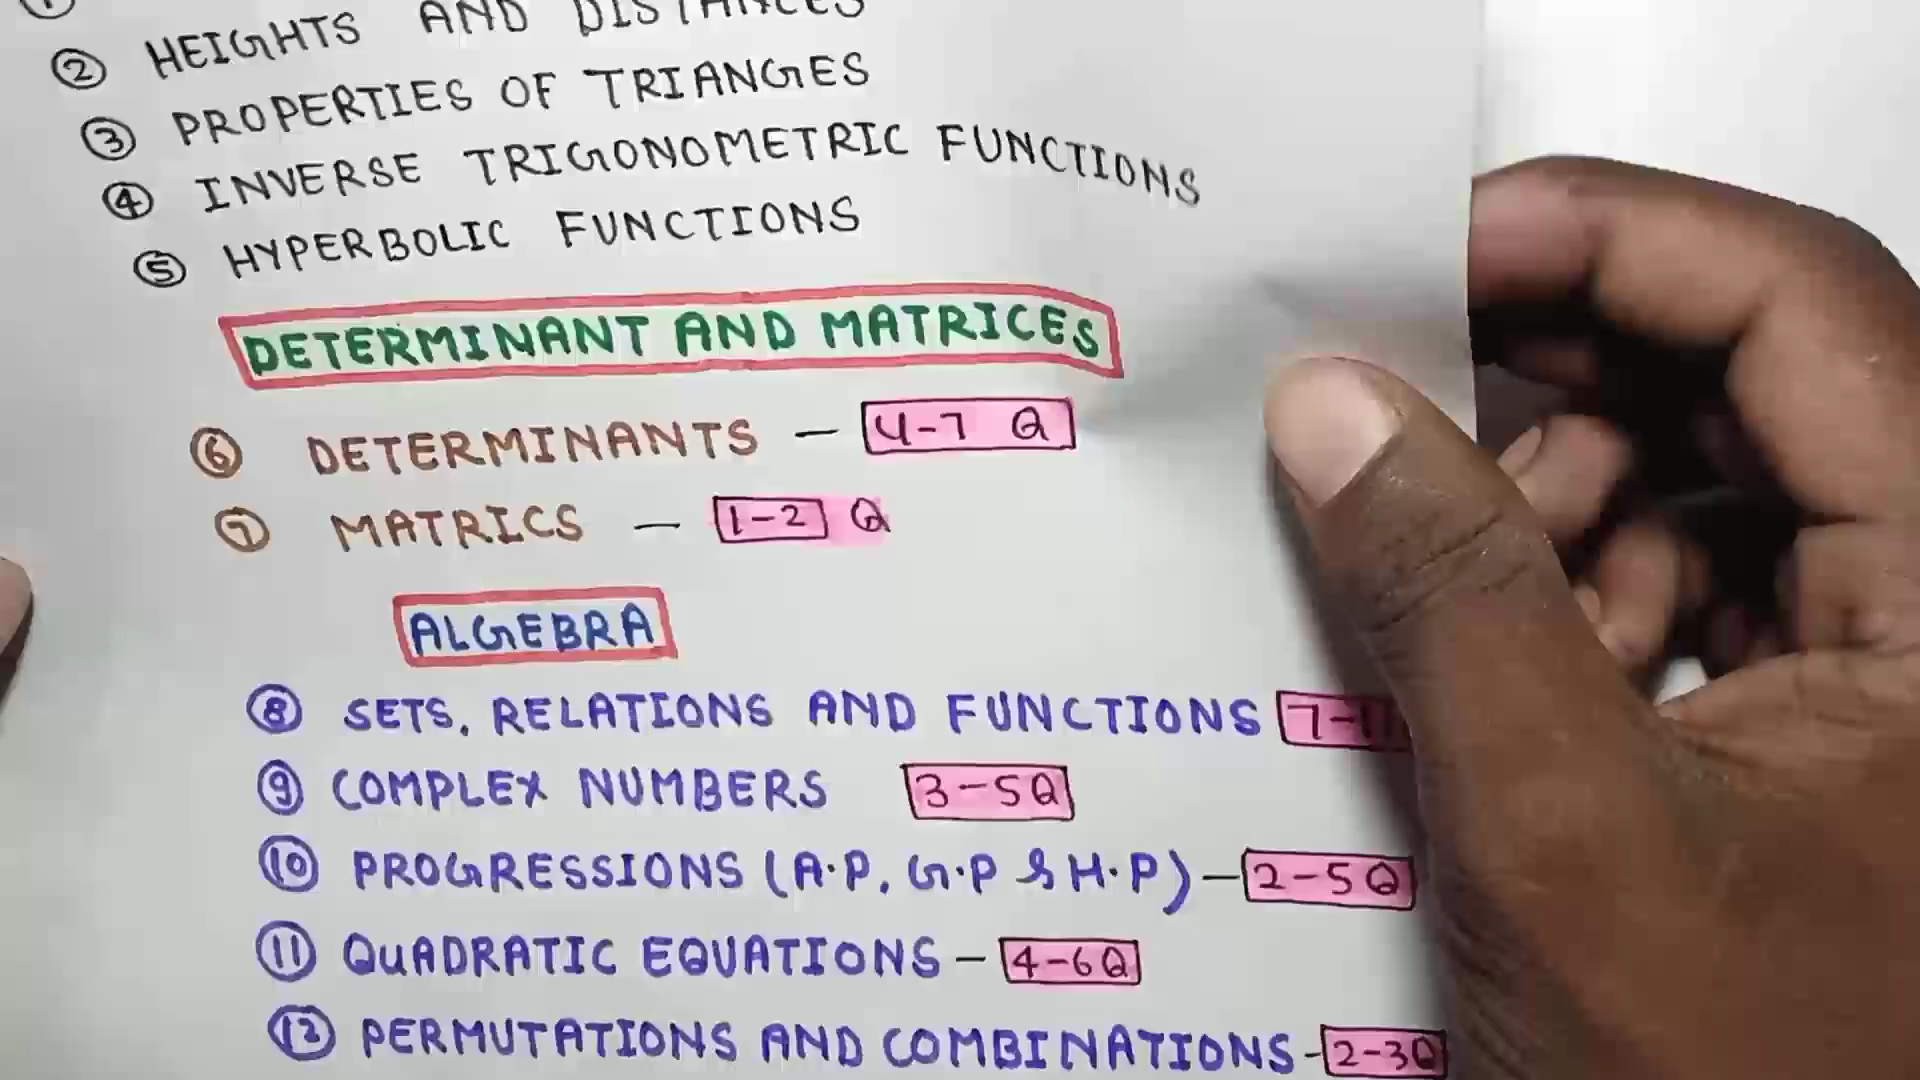 ② HEIGHTS AND DISTANCES
③ PROPERTIES OF TRIANGES
④ INVERSE TRIGONOMETRIC FUNCTIONS
⑤ HYPERBOLIC FUNCTIONS
DETERMINANT AND MATRICES
⑥ DETERMINANTS - 4-7 Q
⑦ MATRICS - 1-2 Q
ALGEBRA
⑧ SETS, RELATIONS AND FUNCTIONS
⑨ COMPLEX NUMBERS 3-5Q
⑩ PROGRESSIONS (A.P, G.P & H.P) - 2-5Q
⑪ QUADRATIC EQUATIONS - 4-6Q
⑫ PERMUTATIONS AND COMBINATIONS - 2-3Q